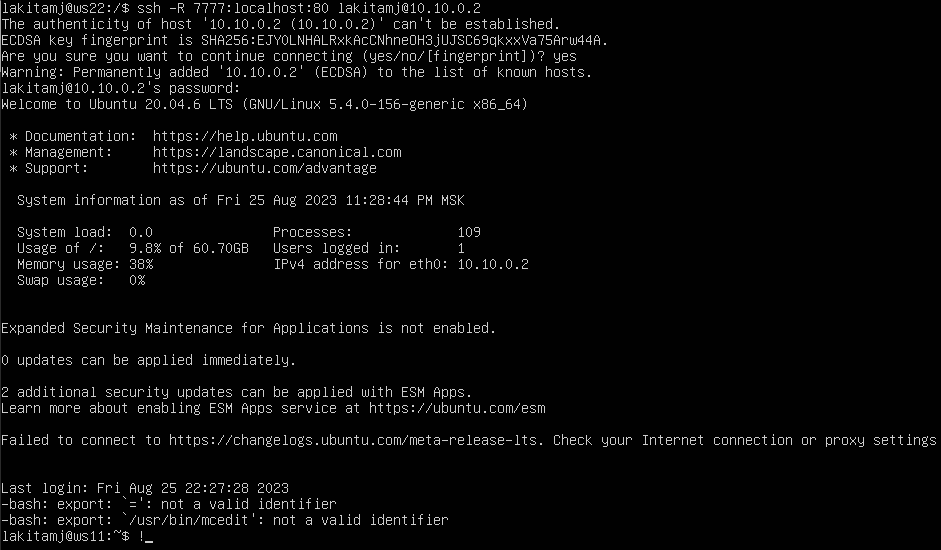 lakitamj@ws22:/$ ssh -R 7777:localhost:80 lakitamj@10.10.0.2
The authenticity of host '10.10.0.2 (10.10.0.2)' can't be established.
ECDSA key fingerprint is SHA256:EJYOLNHALRxkAcCNhneOH3jUJSC69qkxxVa75Arw44A.
Are you sure you want to continue connecting (yes/no/[fingerprint])? yes
Warning: Permanently added '10.10.0.2' (ECDSA) to the list of known hosts.
lakitamj@10.10.0.2's password:
Welcome to Ubuntu 20.04.6 LTS (GNU/Linux 5.4.0-156-generic x86_64)
* Documentation:  https://help.ubuntu.com
* Management:     https://landscape.canonical.com
* Support:        https://ubuntu.com/advantage
System information as of Fri 25 Aug 2023 11:28:44 PM MSK
System load:  0.0               Processes:             109
Usage of /:   9.8% of 60.70GB   Users logged in:       1
Memory usage: 38%               IPv4 address for eth0: 10.10.0.2
Swap usage:   0%
Expanded Security Maintenance for Applications is not enabled.
0 updates can be applied immediately.
2 additional security updates can be applied with ESM Apps.
Learn more about enabling ESM Apps service at https://ubuntu.com/esm
Failed to connect to https://changelogs.ubuntu.com/meta-release-lts. Check your Internet connection or proxy settings
Last login: Fri Aug 25 22:27:28 2023
-bash: export: `=': not a valid identifier
-bash: export: `/usr/bin/mcedit': not a valid identifier
lakitamj@ws11:~$ !_